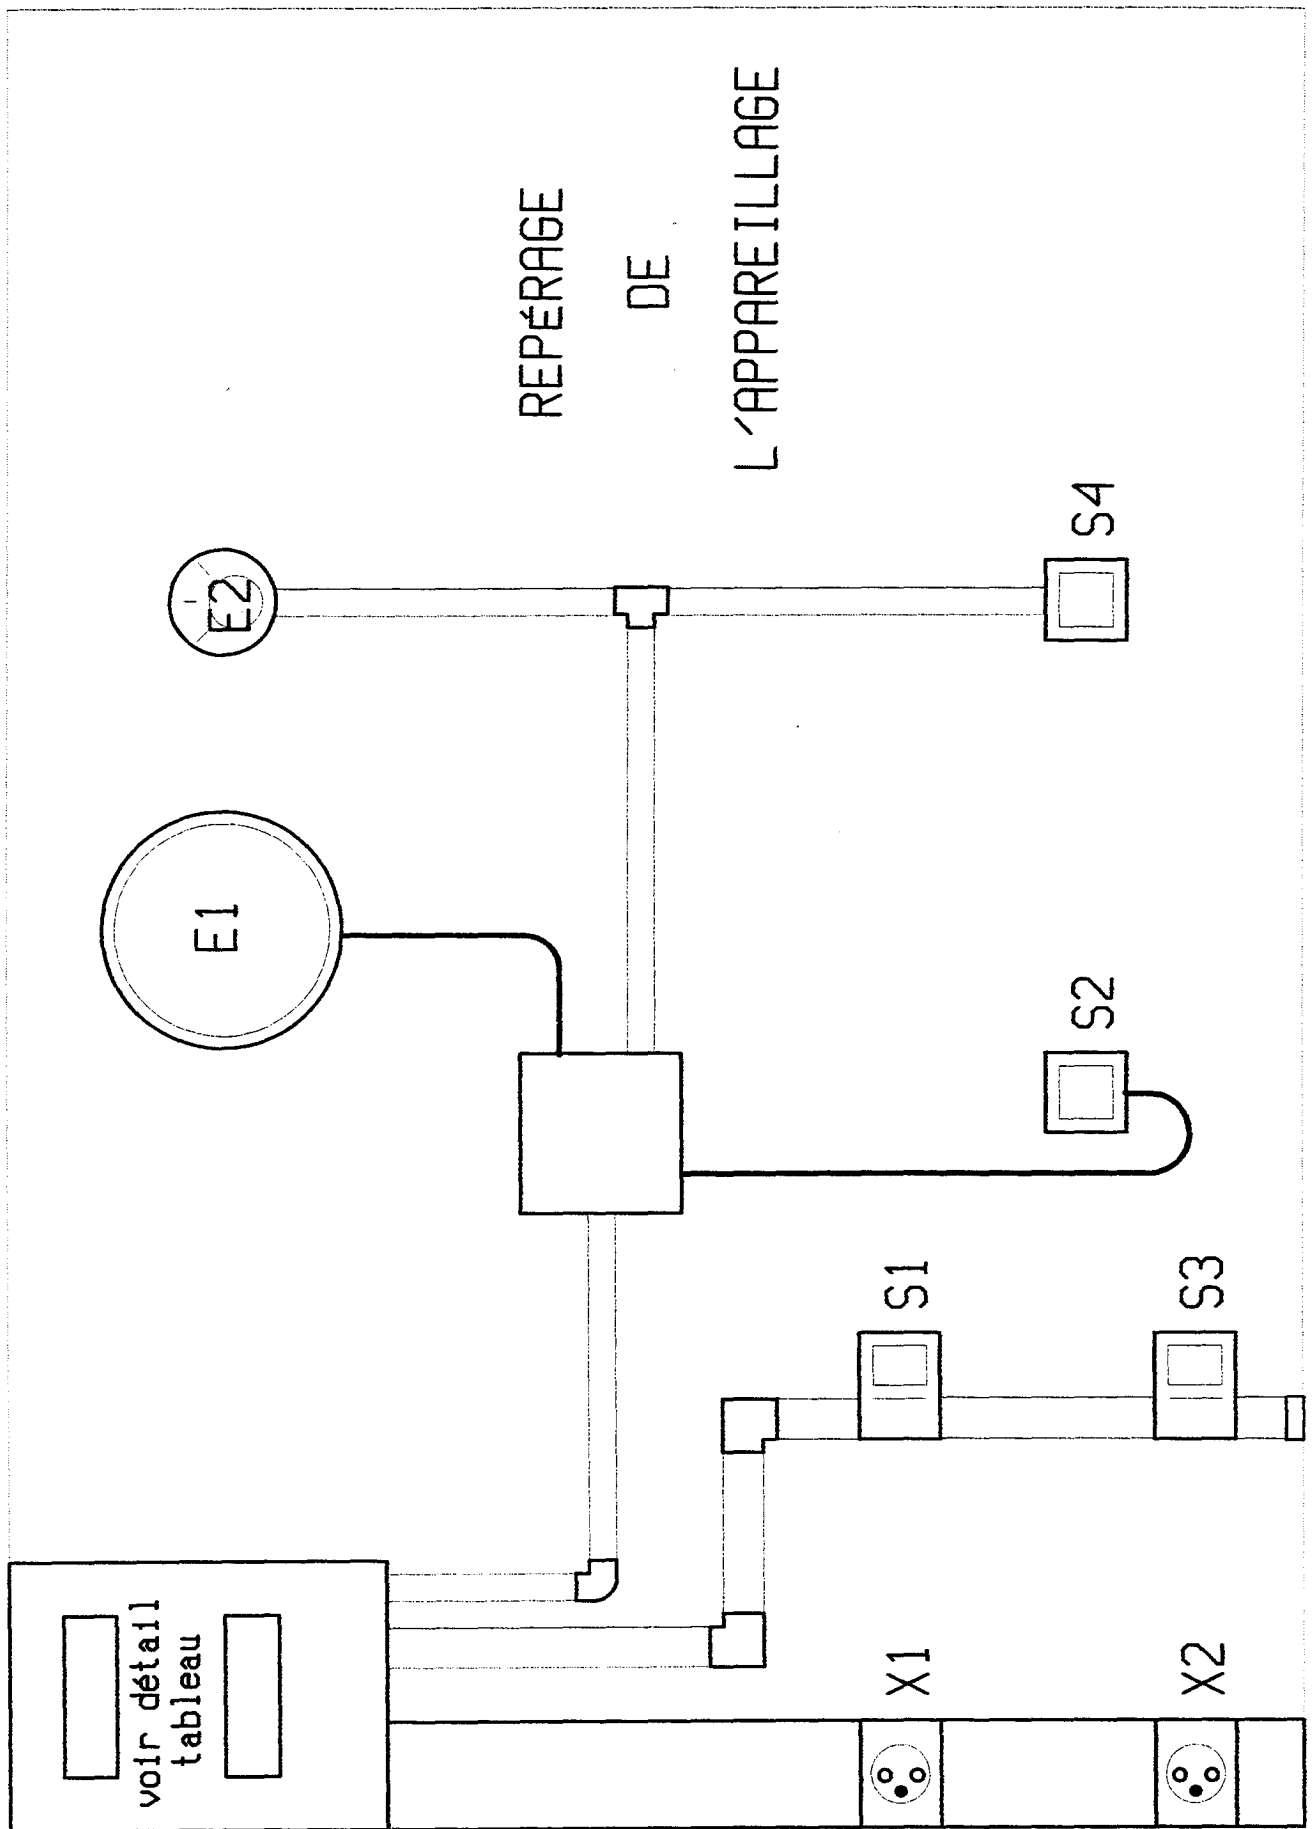 REPÉRAGE
DE
L'APPAREILLAGE
E2
E1
S4
S2
S1
S3
voir détail
tableau
X1
X2